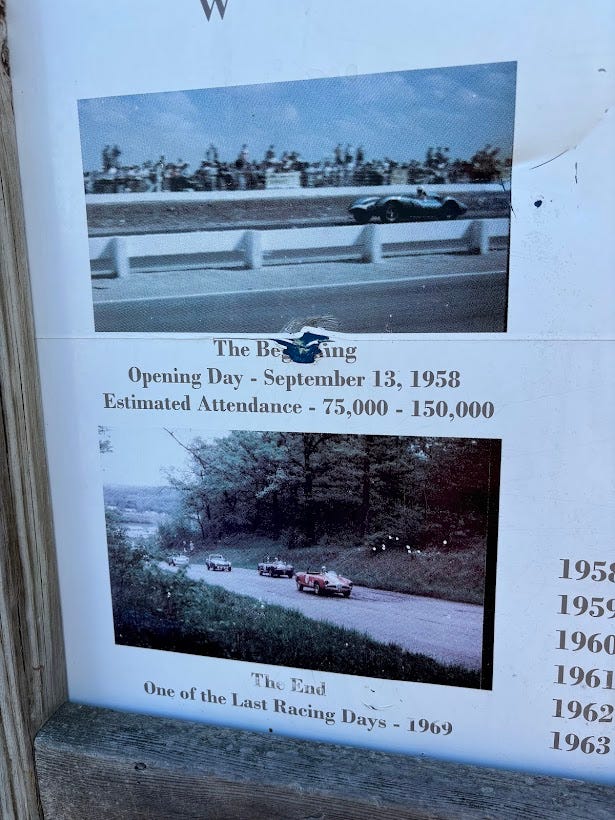 W
The Beginning
Opening Day - September 13, 1958
Estimated Attendance - 75,000 - 150,000
The End
One of the Last Racing Days - 1969
1958
1959
1960
1961
1962
1963